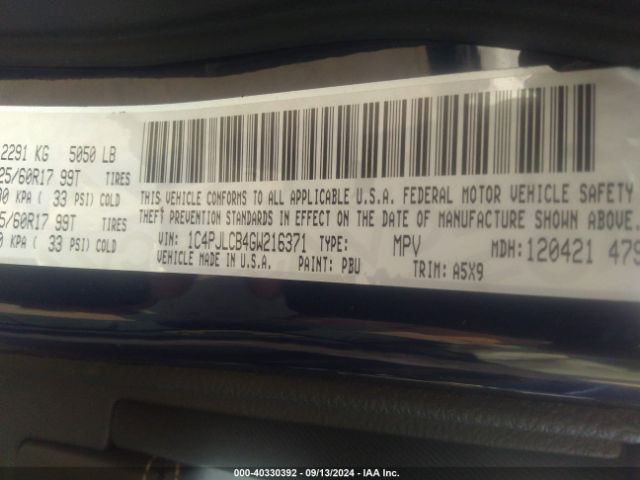 2291 KG 5050 LB
25/60R17 99T TIRES
KPA ( 33 PSI) COLD
5/60R17 99T TIRES
KPA ( 33 PSI) COLD
THIS VEHICLE CONFORMS TO ALL APPLICABLE U.S.A. FEDERAL MOTOR VEHICLE SAFETY
THEFT PREVENTION STANDARDS IN EFFECT ON THE DATE OF MANUFACTURE SHOWN ABOVE.
VIN: 1C4PJLCB4GW216371 TYPE: MPV MDH:120421 479
VEHICLE MADE IN U.S.A. PAINT: PBU TRIM: A5X9
000-40330392 - 09/13/2024 - IAA Inc.